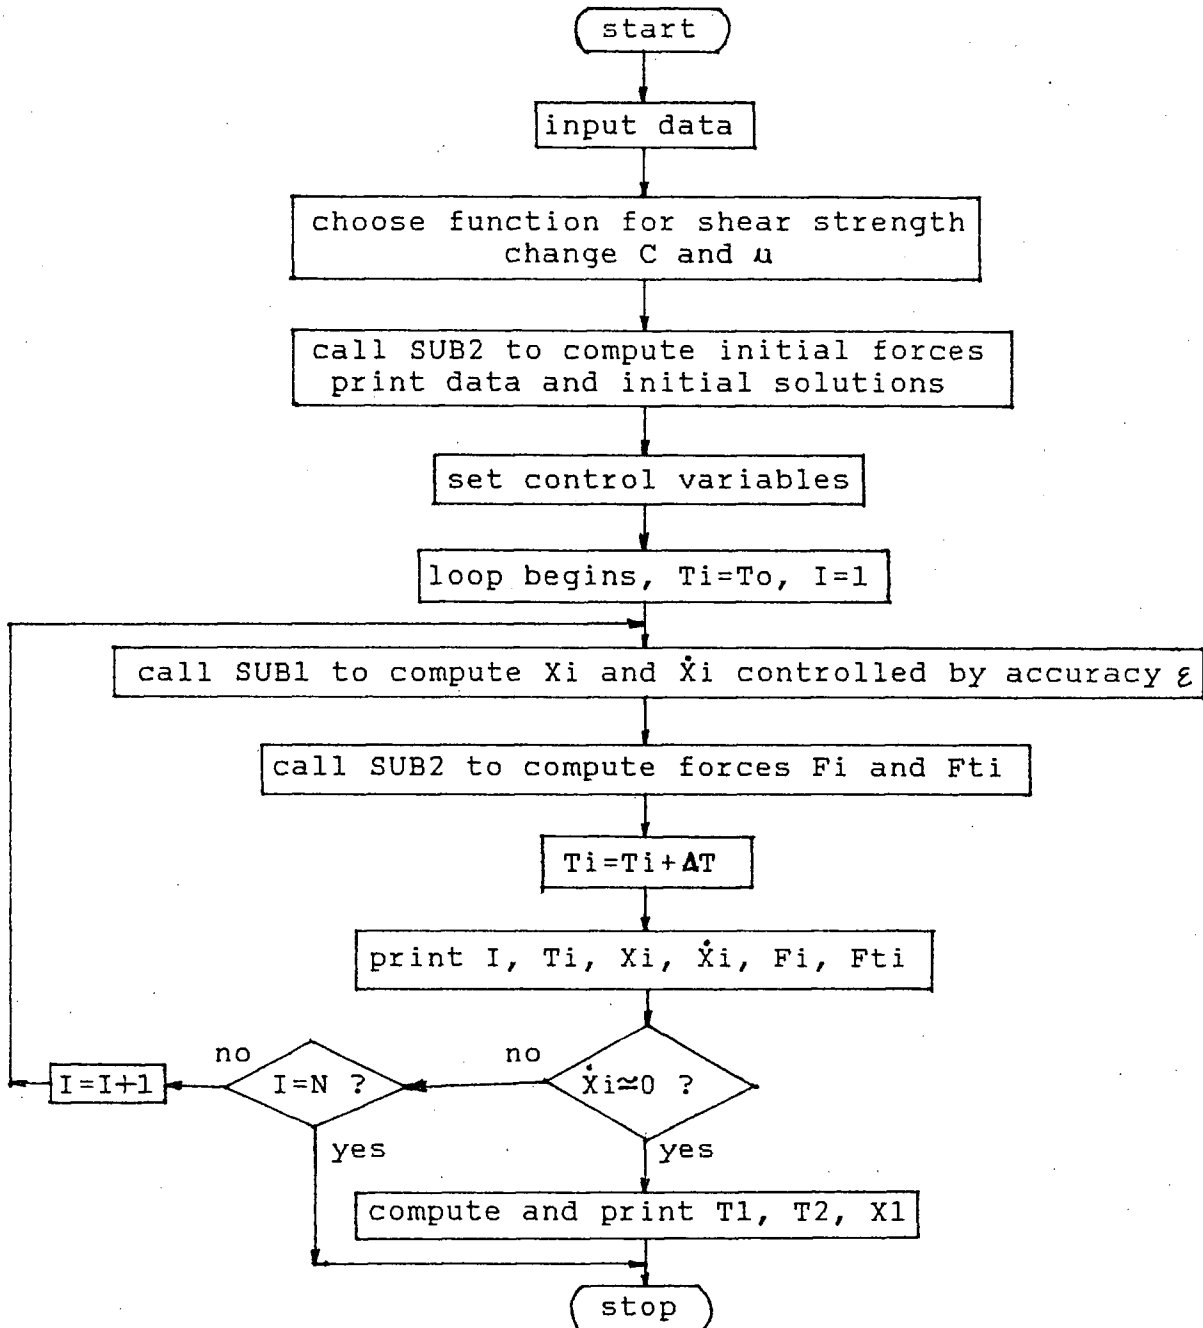 start
input data
choose function for shear strength
change C and μ
call SUB2 to compute initial forces
print data and initial solutions
set control variables
loop begins, Ti=To, I=1
call SUB1 to compute Xi and Ẋi controlled by accuracy ε
call SUB2 to compute forces Fi and Fti
Ti=Ti+ΔT
print I, Ti, Xi, Ẋi, Fi, Fti
I=I+1
no
I=N ?
no
Ẋi≃0 ?
yes
yes
compute and print T1, T2, X1
stop